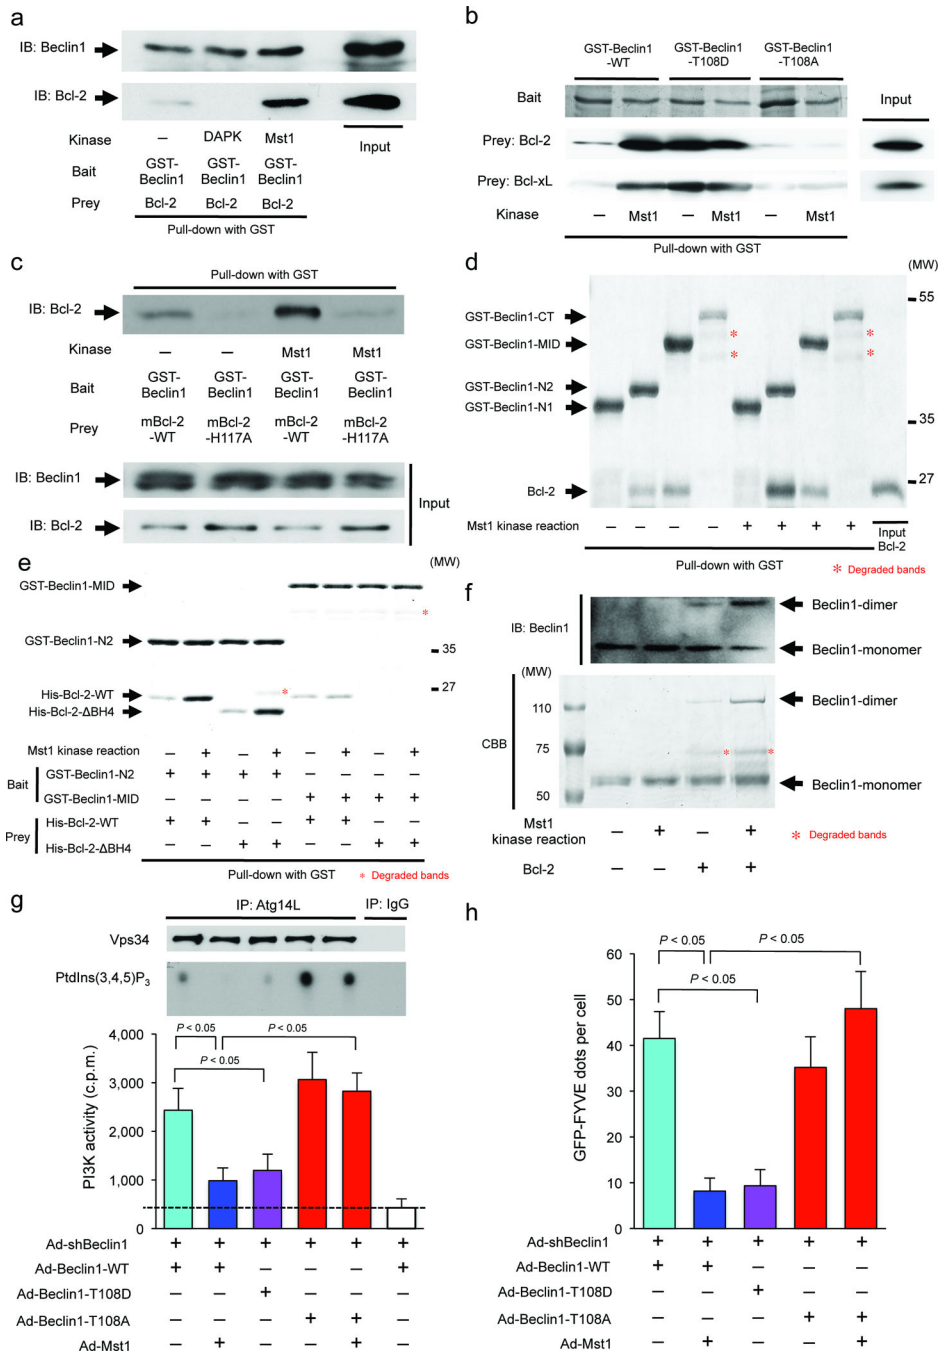 a
IB: Beclin1
IB: Bcl-2
Kinase – DAPK Mst1 Input
Bait GST-Beclin1 GST-Beclin1 GST-Beclin1
Prey Bcl-2 Bcl-2 Bcl-2
Pull-down with GST
b
GST-Beclin1-WT GST-Beclin1-T108D GST-Beclin1-T108A
Bait Input
Prey: Bcl-2
Prey: Bcl-xL
Kinase – Mst1 – Mst1 – Mst1
Pull-down with GST
c
Pull-down with GST
IB: Bcl-2
Kinase – – Mst1 Mst1
Bait GST-Beclin1 GST-Beclin1 GST-Beclin1 GST-Beclin1
Prey mBcl-2-WT mBcl-2-H117A mBcl-2-WT mBcl-2-H117A
IB: Beclin1
Input
IB: Bcl-2
d
(MW)
55
GST-Beclin1-CT
*
GST-Beclin1-MID
*
GST-Beclin1-N2
GST-Beclin1-N1
35
27
Bcl-2
Mst1 kinase reaction – – – – + + + + Input Bcl-2
Pull-down with GST
* Degraded bands
e
(MW)
GST-Beclin1-MID
*
GST-Beclin1-N2
35
27
His-Bcl-2-WT
*
His-Bcl-2-ΔBH4
Mst1 kinase reaction – + – + – + – +
Bait
GST-Beclin1-N2 + + + + – – – –
GST-Beclin1-MID – – – – + + + +
Prey
His-Bcl-2-WT + + – – + + – –
His-Bcl-2-ΔBH4 – – + + – – + +
Pull-down with GST * Degraded bands
f
IB: Beclin1
Beclin1-dimer
Beclin1-monomer
(MW)
CBB
110
Beclin1-dimer
75
* *
50
Beclin1-monomer
Mst1 kinase reaction – + – +
* Degraded bands
Bcl-2 – – + +
g
IP: Atg14L IP: IgG
Vps34
PtdIns(3,4,5)P3
P < 0.05
P < 0.05
P < 0.05
PI3K activity (c.p.m.)
4,000
3,000
2,000
1,000
0
Ad-shBeclin1 + + + + + +
Ad-Beclin1-WT + + – – – +
Ad-Beclin1-T108D – – + – – –
Ad-Beclin1-T108A – – – + + –
Ad-Mst1 – + – – + –
h
P < 0.05
P < 0.05
P < 0.05
GFP-FYVE dots per cell
60
50
40
30
20
10
0
Ad-shBeclin1 + + + + +
Ad-Beclin1-WT + + – – –
Ad-Beclin1-T108D – – + – –
Ad-Beclin1-T108A – – – + +
Ad-Mst1 – + – – +